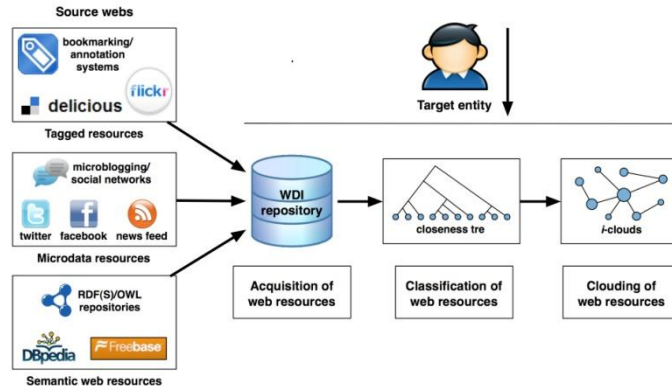 Source webs
bookmarking/
annotation
systems
delicious
flickr
Tagged resources
microblogging/
social networks
twitter
facebook
news feed
Microdata resources
RDF(S)/OWL
repositories
DBpedia
Freebase
Semantic web resources
Target entity
WDI
repository
closeness tre
i-clouds
Acquisition of
web resources
Classification of
web resources
Clouding of
web resources